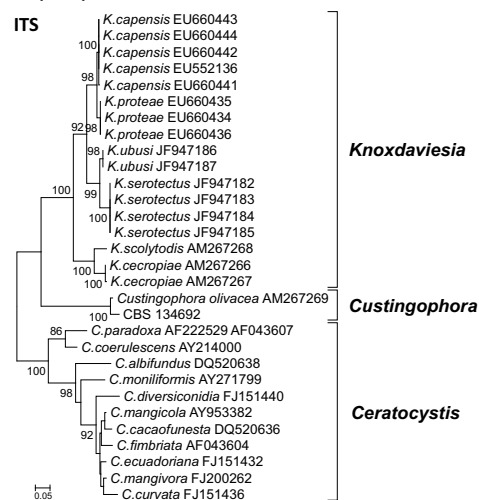 ITS
K.capensis EU660443
K.capensis EU660444
100
K.capensis EU660442
K.capensis EU552136
98
K.capensis EU660441
K.proteae EU660435
K.proteae EU660434
92 98
K.proteae EU660436
98
K.ubusi JF947186
Knoxdaviesia
K.ubusi JF947187
K.serotectus JF947182
100
99
K.serotectus JF947183
100
K.serotectus JF947184
K.serotectus JF947185
K.scolytodis AM267268
100
K.cecropiae AM267266
100
K.cecropiae AM267267
Custingophora olivacea AM267269
Custingophora
100
CBS 134692
86
C.paradoxa AF222529 AF043607
C.coerulescens AY214000
100
C.albifundus DQ520638
C.moniliformis AY271799
98
C.diversiconidia FJ151440
C.mangicola AY953382
Ceratocystis
C.cacaofunesta DQ520636
92
C.fimbriata AF043604
C.ecuadoriana FJ151432
C.mangivora FJ200262
0.05
C.curvata FJ151436